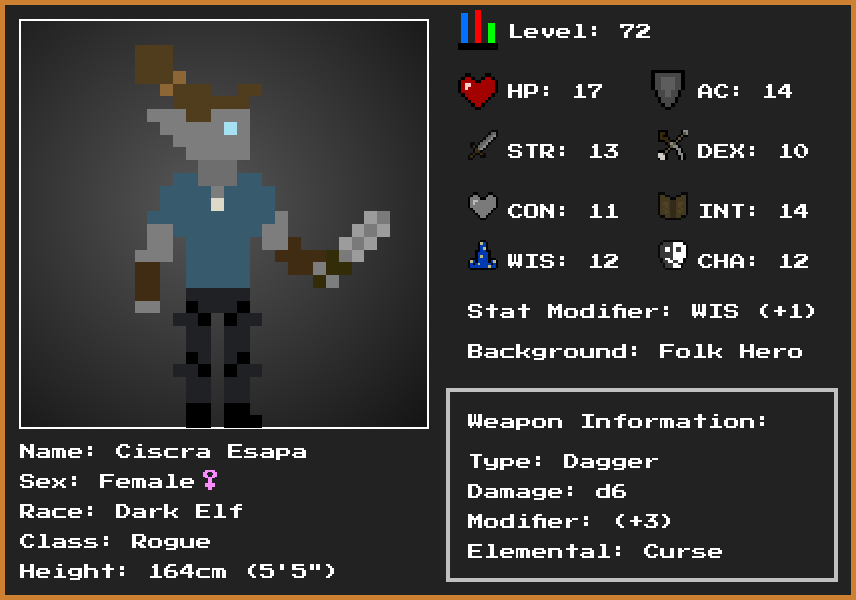 Level: 72
HP: 17 AC: 14
STR: 13 DEX: 10
CON: 11 INT: 14
WIS: 12 CHA: 12
Stat Modifier: WIS (+1)
Background: Folk Hero
Weapon Information:
Type: Dagger
Damage: d6
Modifier: (+3)
Elemental: Curse
Name: Ciscra Esapa
Sex: Female♀
Race: Dark Elf
Class: Rogue
Height: 164cm (5'5")